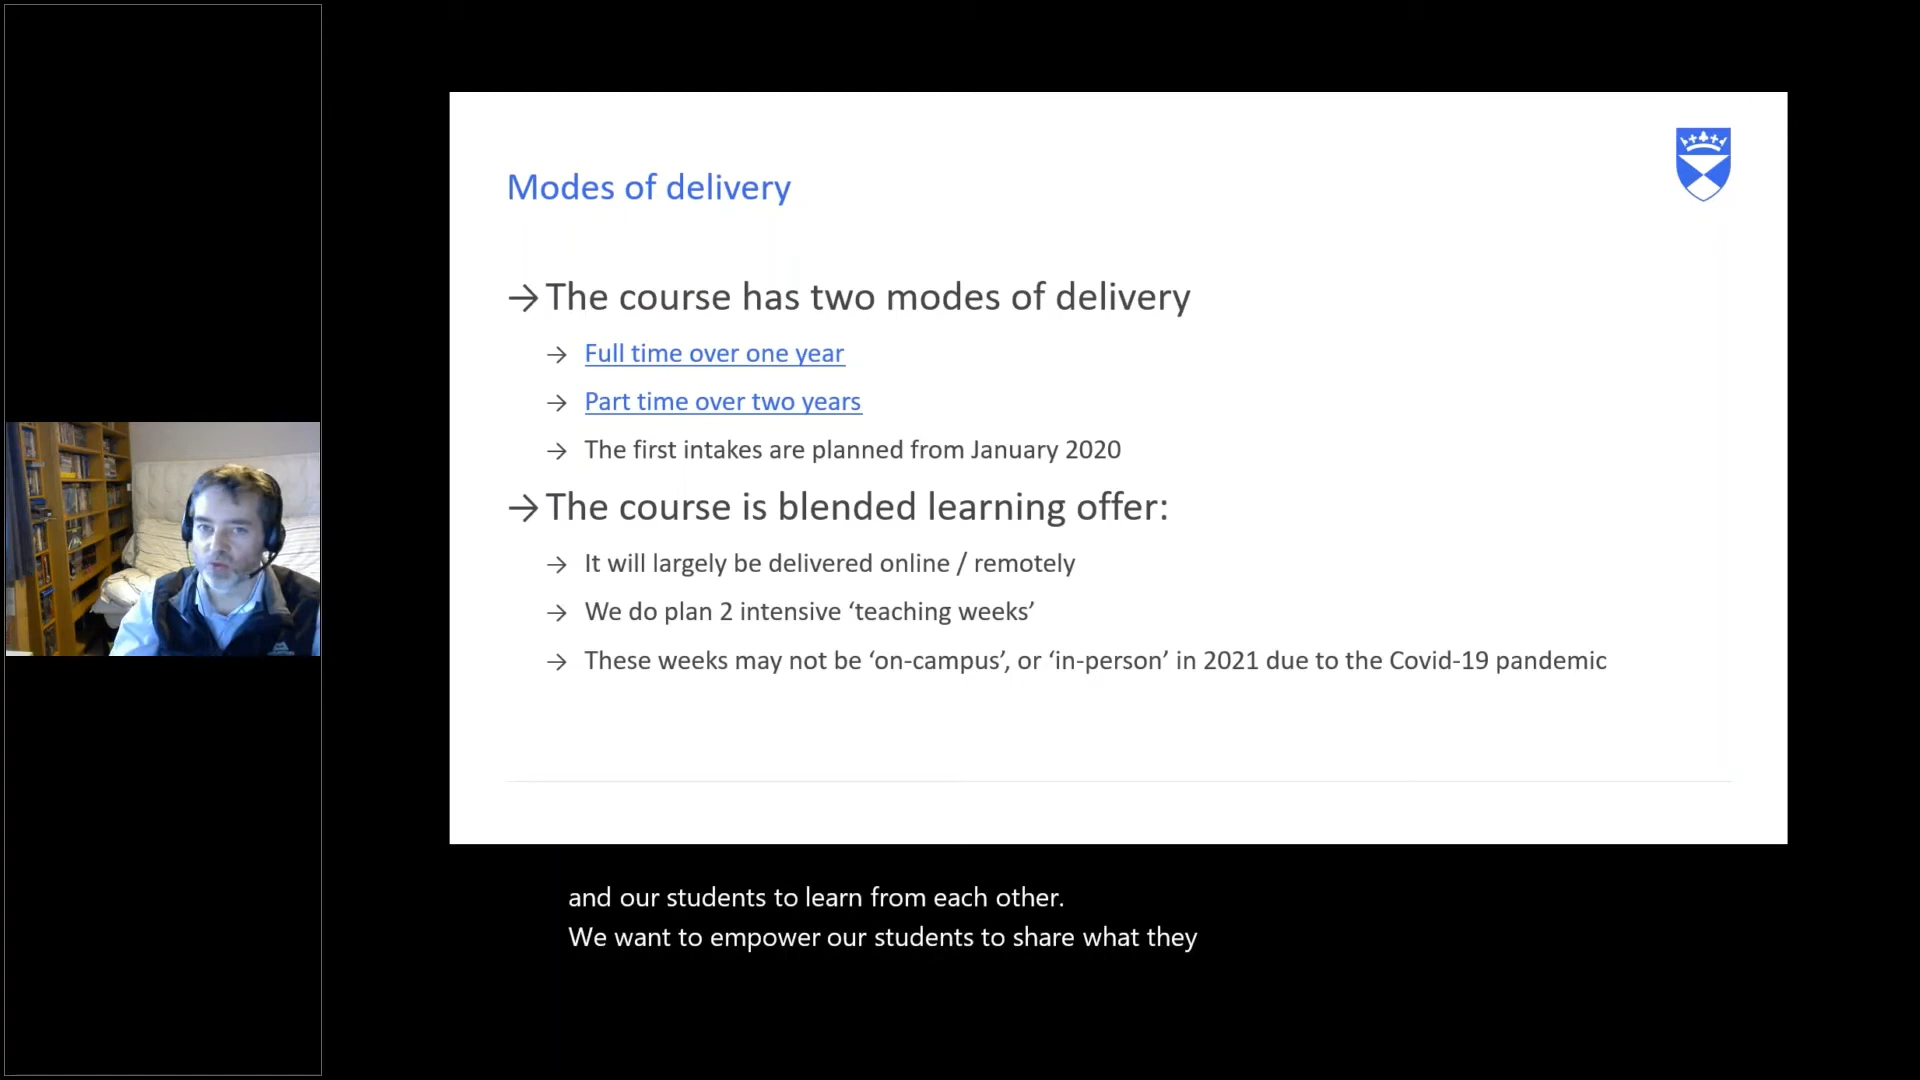 Modes of delivery
→ The course has two modes of delivery
→ Full time over one year
→ Part time over two years
→ The first intakes are planned from January 2020
→ The course is blended learning offer:
→ It will largely be delivered online / remotely
→ We do plan 2 intensive ‘teaching weeks’
→ These weeks may not be ‘on-campus’, or ‘in-person’ in 2021 due to the Covid-19 pandemic
and our students to learn from each other.
We want to empower our students to share what they